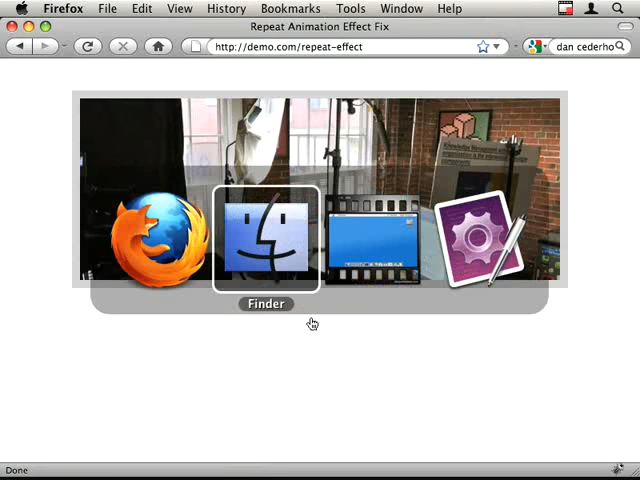 Firefox File Edit View History Bookmarks Tools Window Help
Repeat Animation Effect Fix
http://demo.com/repeat-effect
dan cederho
Finder
Done